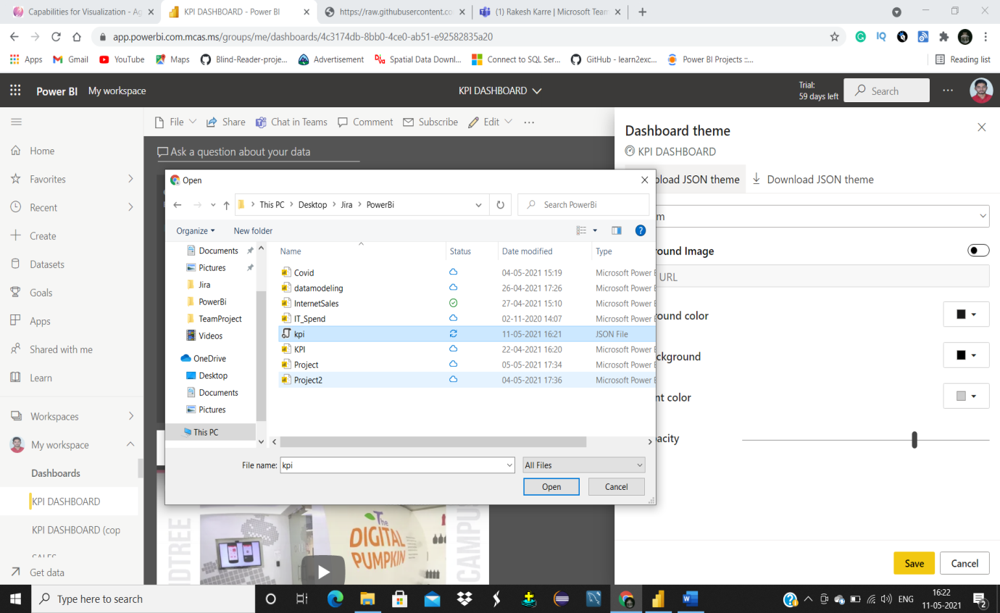 Capabilities for Visualization - Ag
KPI DASHBOARD - Power BI
https://raw.githubusercontent.co
(1) Rakesh Karre | Microsoft Team
app.powerbi.com.mcas.ms/groups/me/dashboards/4c3174db-8bb0-4ce0-ab51-e92582835a20
Apps Gmail YouTube Maps Blind-Reader-proje... Advertisement Spatial Data Downl... Connect to SQL Ser... GitHub - learn2exc... Power BI Projects ::... Reading list
Power BI My workspace KPI DASHBOARD Trial: 59 days left Search
File Share Chat in Teams Comment Subscribe Edit
Ask a question about your data
Home
Favorites
Recent
Create
Datasets
Goals
Apps
Shared with me
Learn
Workspaces
My workspace
Dashboards
KPI DASHBOARD
KPI DASHBOARD (cop
SALES
Get data
Open
This PC Desktop Jira PowerBi
Search PowerBi
Organize New folder
Documents
Pictures
Jira
PowerBi
TeamProject
Videos
OneDrive
Desktop
Documents
Pictures
This PC
Name Status Date modified Type
Covid 04-05-2021 15:19 Microsoft Power B
datamodeling 26-04-2021 17:26 Microsoft Power B
InternetSales 27-04-2021 15:10 Microsoft Power B
IT_Spend 02-11-2020 14:07 Microsoft Power B
kpi 11-05-2021 16:21 JSON File
KPI 22-04-2021 16:20 Microsoft Power B
Project 05-05-2021 17:34 Microsoft Power B
Project2 04-05-2021 17:36 Microsoft Power B
File name: kpi All Files
Open Cancel
Dashboard theme
KPI DASHBOARD
pload JSON theme Download JSON theme
m
round Image
URL
round color
ckground
nt color
acity
Save Cancel
NDTREE
The
DIGITAL
PUMPKIN
CAMPUS
Type here to search
ENG
16:22
11-05-2021
2